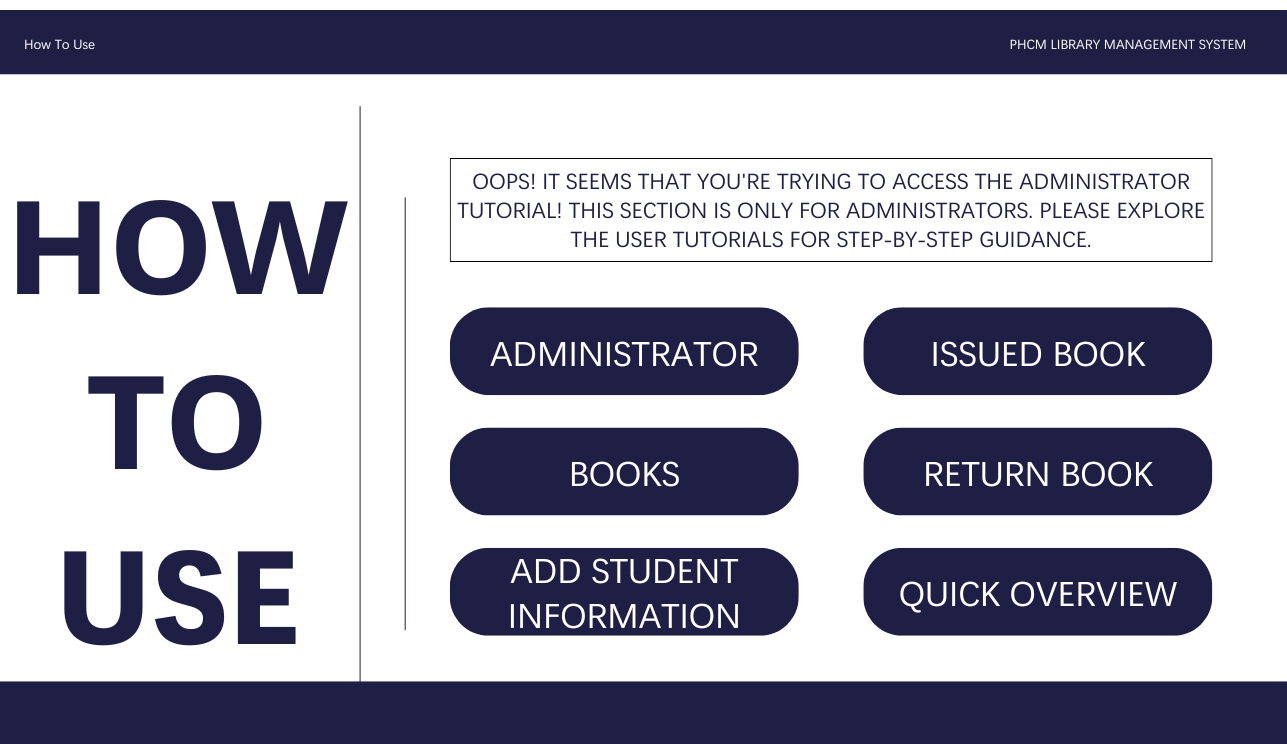 How To Use
PHCM LIBRARY MANAGEMENT SYSTEM
HOW
TO
USE
OOPS! IT SEEMS THAT YOU'RE TRYING TO ACCESS THE ADMINISTRATOR
TUTORIAL! THIS SECTION IS ONLY FOR ADMINISTRATORS. PLEASE EXPLORE
THE USER TUTORIALS FOR STEP-BY-STEP GUIDANCE.
ADMINISTRATOR
ISSUED BOOK
BOOKS
RETURN BOOK
ADD STUDENT
INFORMATION
QUICK OVERVIEW